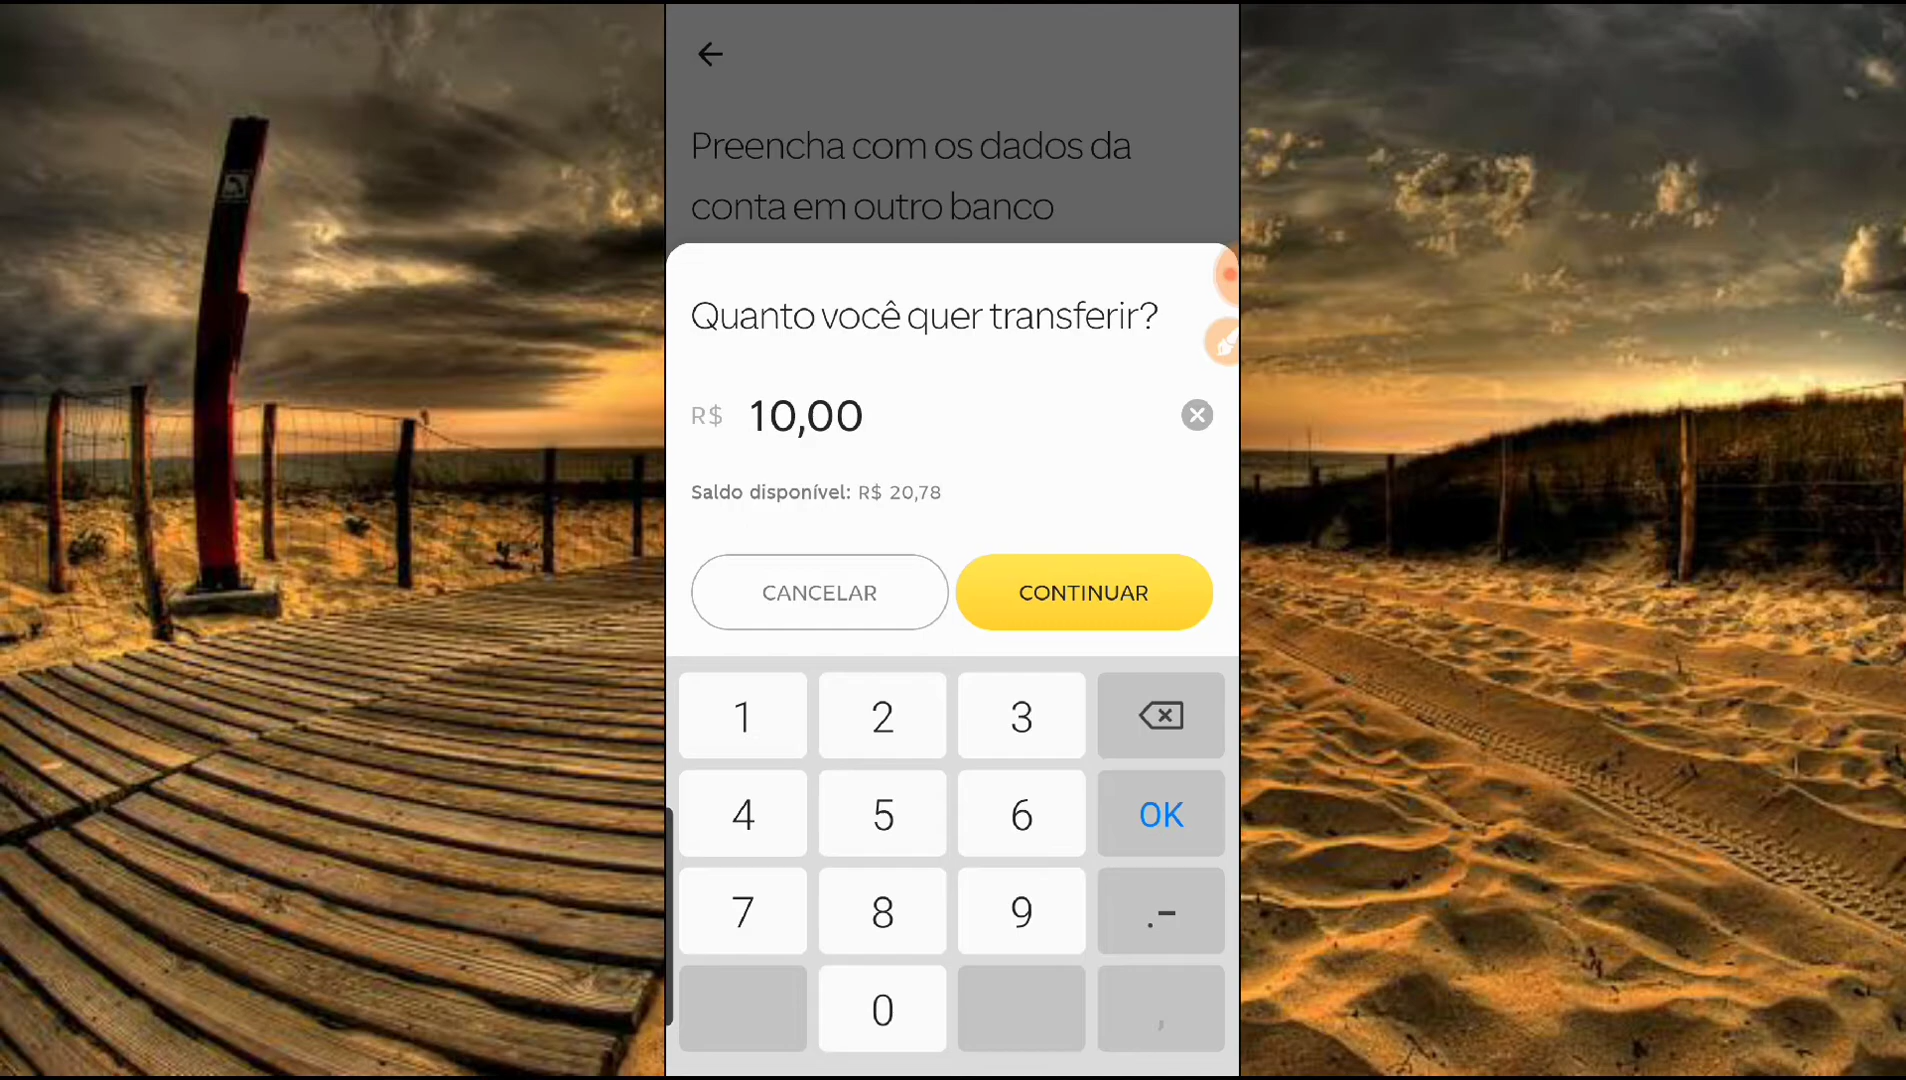 Preencha com os dados da
conta em outro banco
Quanto você quer transferir?
R$ 10,00
Saldo disponível: R$ 20,78
CANCELAR CONTINUAR
1 2 3
4 5 6 OK
7 8 9 .-
0 ,